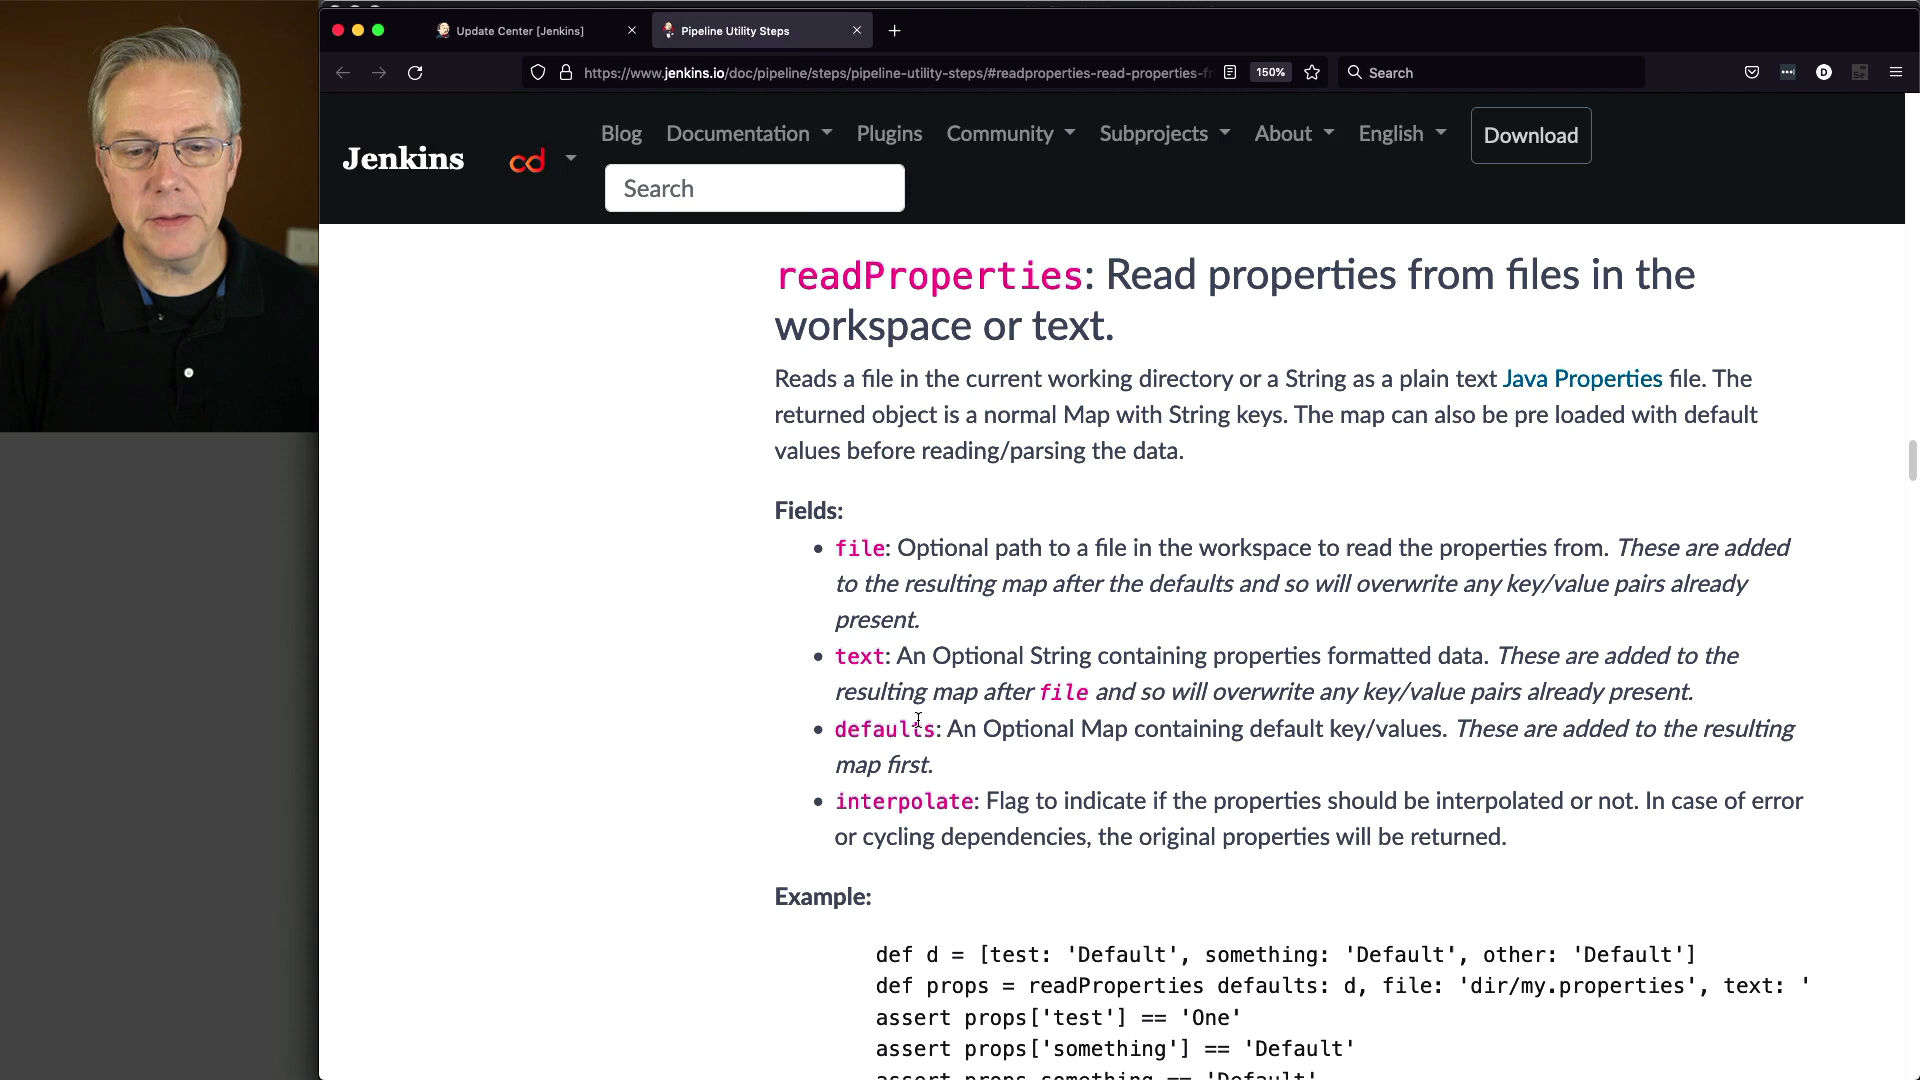 Update Center [Jenkins]
Pipeline Utility Steps
https://www.jenkins.io/doc/pipeline/steps/pipeline-utility-steps/#readproperties-read-properties-f
150%
Search
D
Jenkins
cd
Blog Documentation Plugins Community Subprojects About English Download
Search
readProperties: Read properties from files in the
workspace or text.
Reads a file in the current working directory or a String as a plain text Java Properties file. The
returned object is a normal Map with String keys. The map can also be pre loaded with default
values before reading/parsing the data.
Fields:
• file: Optional path to a file in the workspace to read the properties from. These are added
to the resulting map after the defaults and so will overwrite any key/value pairs already
present.
• text: An Optional String containing properties formatted data. These are added to the
resulting map after file and so will overwrite any key/value pairs already present.
• defaults: An Optional Map containing default key/values. These are added to the resulting
map first.
• interpolate: Flag to indicate if the properties should be interpolated or not. In case of error
or cycling dependencies, the original properties will be returned.
Example:
def d = [test: 'Default', something: 'Default', other: 'Default']
def props = readProperties defaults: d, file: 'dir/my.properties', text: '
assert props['test'] == 'One'
assert props['something'] == 'Default'
assert props.something == 'Default'